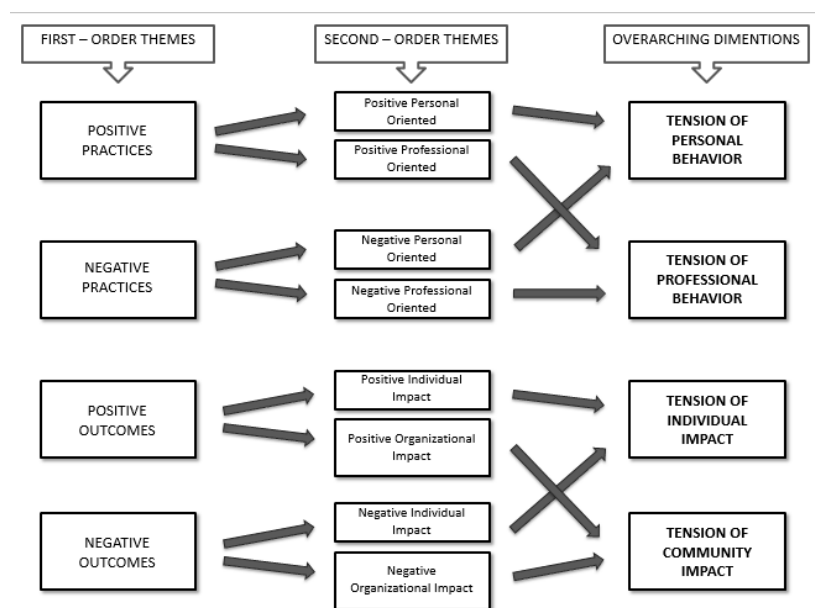 FIRST – ORDER THEMES
SECOND – ORDER THEMES
OVERARCHING DIMENTIONS
POSITIVE
PRACTICES
Positive Personal
Oriented
Positive Professional
Oriented
TENSION OF
PERSONAL
BEHAVIOR
NEGATIVE
PRACTICES
Negative Personal
Oriented
Negative Professional
Oriented
TENSION OF
PROFESSIONAL
BEHAVIOR
POSITIVE
OUTCOMES
Positive Individual
Impact
Positive Organizational
Impact
TENSION OF
INDIVIDUAL
IMPACT
NEGATIVE
OUTCOMES
Negative Individual
Impact
Negative
Organizational Impact
TENSION OF
COMMUNITY
IMPACT